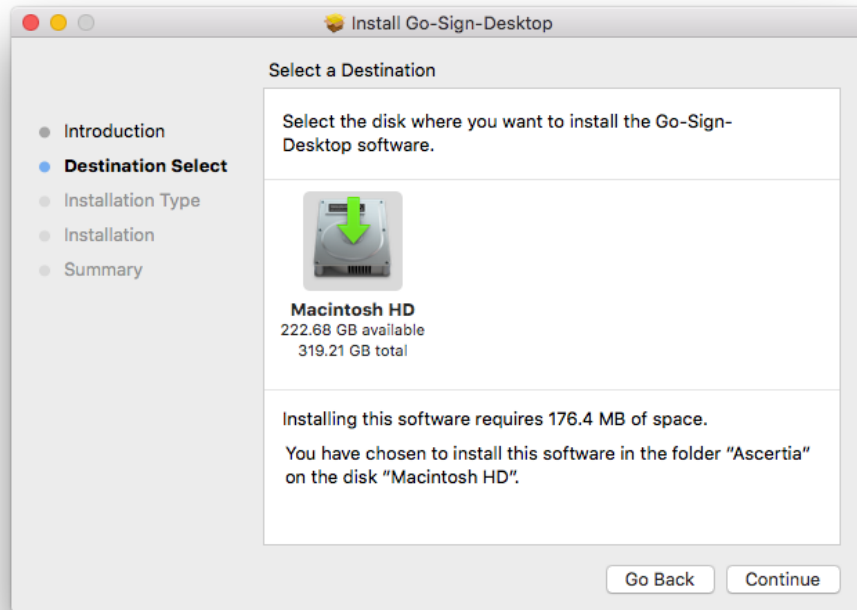 Install Go-Sign-Desktop
Select a Destination
Introduction
Destination Select
Installation Type
Installation
Summary
Select the disk where you want to install the Go-Sign-
Desktop software.
Macintosh HD
222.68 GB available
319.21 GB total
Installing this software requires 176.4 MB of space.
You have chosen to install this software in the folder “Ascertia”
on the disk “Macintosh HD”.
Go Back
Continue